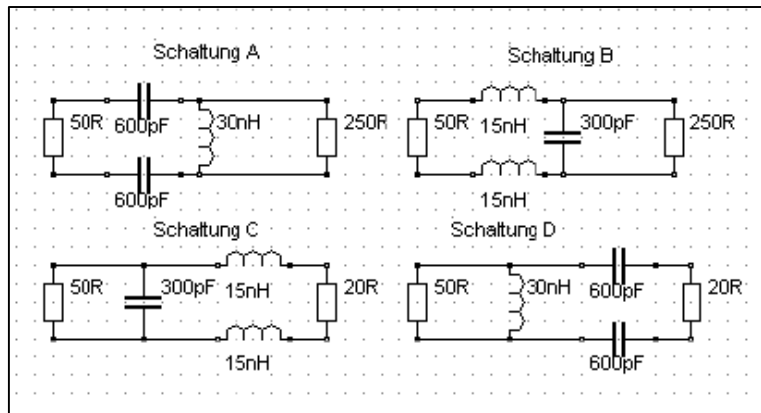 Schaltung A
50R
600pF
30nH
250R
600pF
Schaltung B
50R
15nH
300pF
250R
15nH
Schaltung C
50R
300pF
15nH
20R
15nH
Schaltung D
50R
30nH
600pF
20R
600pF